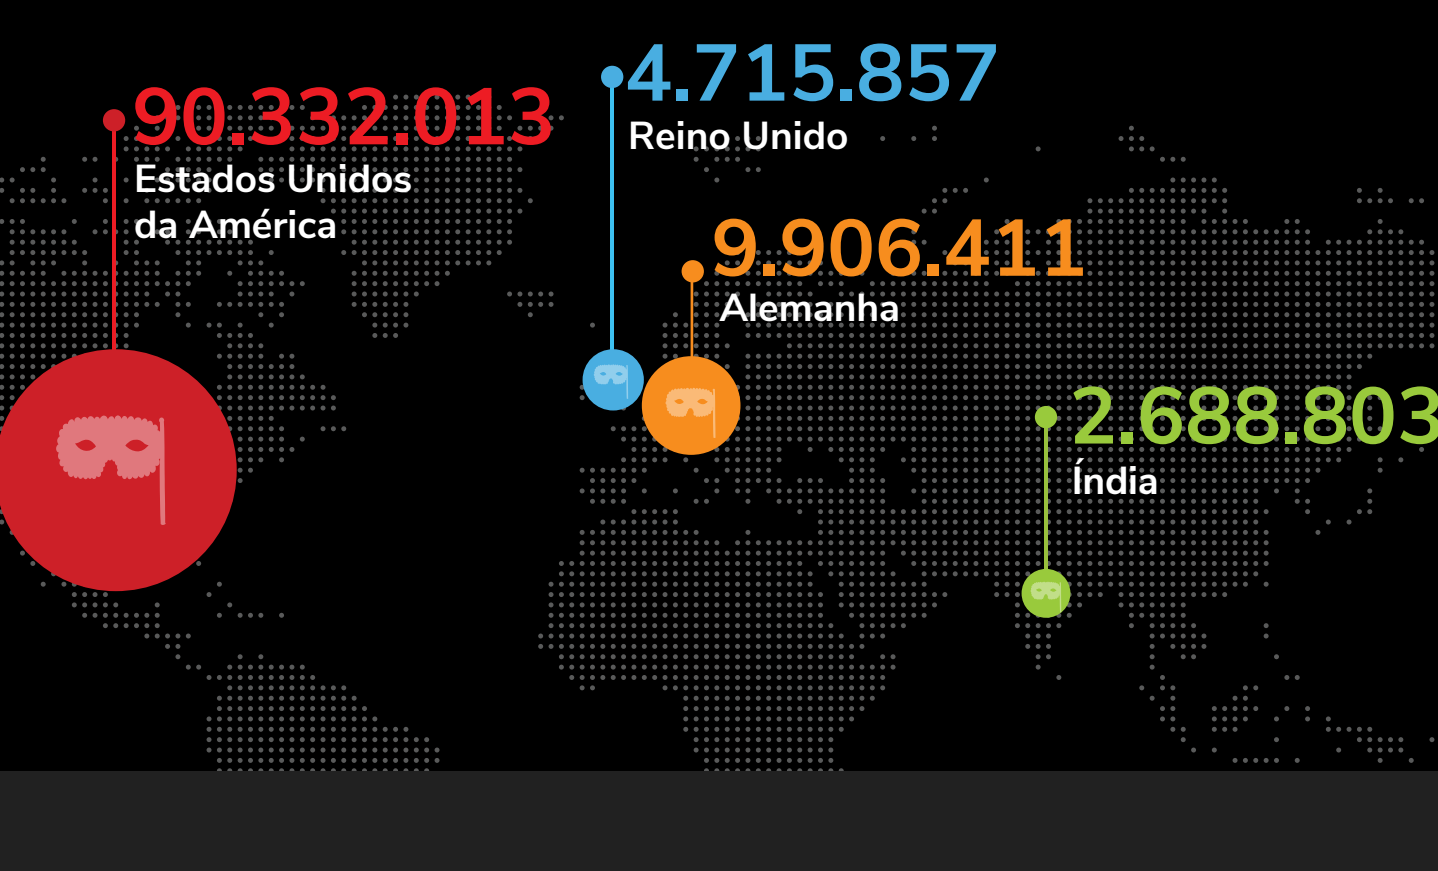 90.332.013
Estados Unidos
da América
4.715.857
Reino Unido
9.906.411
Alemanha
2.688.803
Índia